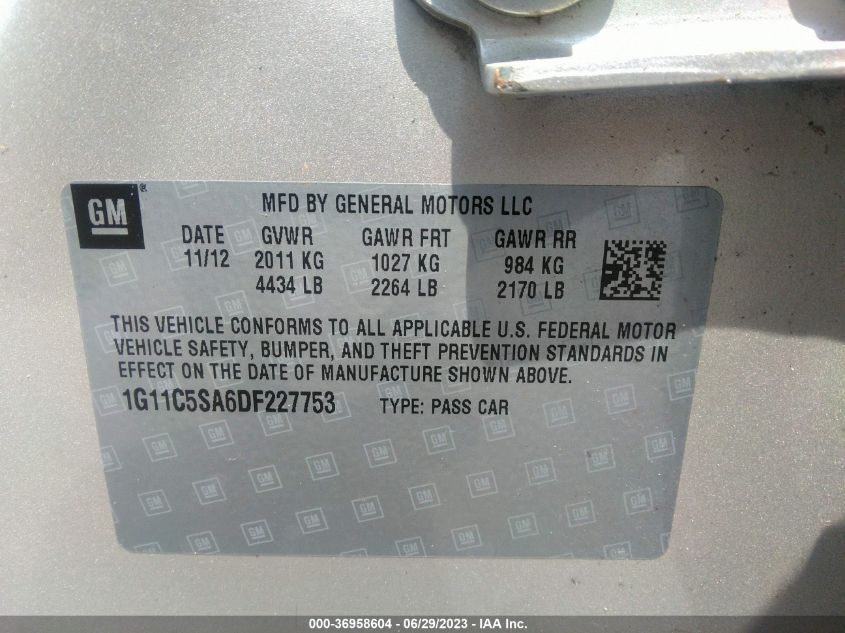 GM ®
MFD BY GENERAL MOTORS LLC
DATE GVWR GAWR FRT GAWR RR
11/12 2011 KG 1027 KG 984 KG
4434 LB 2264 LB 2170 LB
THIS VEHICLE CONFORMS TO ALL APPLICABLE U.S. FEDERAL MOTOR
VEHICLE SAFETY, BUMPER, AND THEFT PREVENTION STANDARDS IN
EFFECT ON THE DATE OF MANUFACTURE SHOWN ABOVE.
1G11C5SA6DF227753 TYPE: PASS CAR
000-36958604 - 06/29/2023 - IAA Inc.